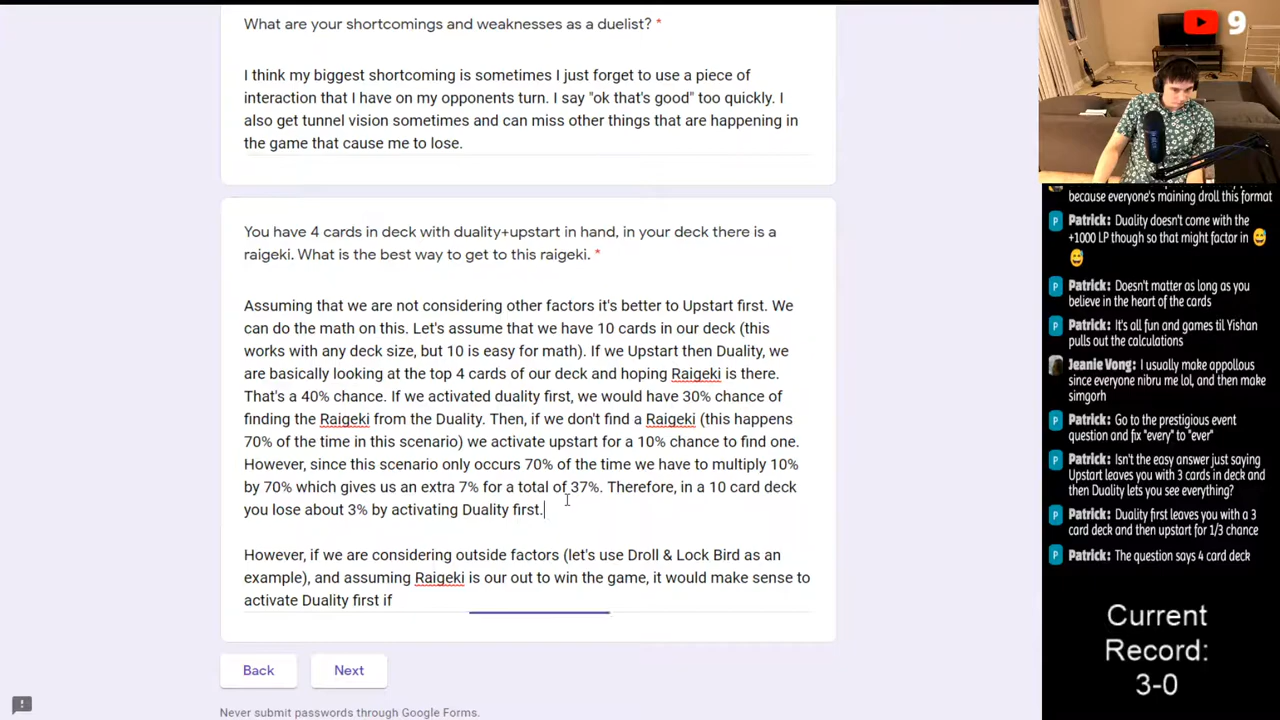 What are your shortcomings and weaknesses as a duelist? *
I think my biggest shortcoming is sometimes I just forget to use a piece of
interaction that I have on my opponents turn. I say "ok that's good" too quickly. I
also get tunnel vision sometimes and can miss other things that are happening in
the game that cause me to lose.
You have 4 cards in deck with duality+upstart in hand, in your deck there is a
raigeki. What is the best way to get to this raigeki. *
Assuming that we are not considering other factors it's better to Upstart first. We
can do the math on this. Let's assume that we have 10 cards in our deck (this
works with any deck size, but 10 is easy for math). If we Upstart then Duality, we
are basically looking at the top 4 cards of our deck and hoping Raigeki is there.
That's a 40% chance. If we activated duality first, we would have 30% chance of
finding the Raigeki from the Duality. Then, if we don't find a Raigeki (this happens
70% of the time in this scenario) we activate upstart for a 10% chance to find one.
However, since this scenario only occurs 70% of the time we have to multiply 10%
by 70% which gives us an extra 7% for a total of 37%. Therefore, in a 10 card deck
you lose about 3% by activating Duality first.
However, if we are considering outside factors (let's use Droll & Lock Bird as an
example), and assuming Raigeki is our out to win the game, it would make sense to
activate Duality first if
Back
Next
Never submit passwords through Google Forms.
9
because everyone's maining droll this format
P
Patrick: Duality doesn't come with the
+1000 LP though so that might factor in
P
Patrick: Doesn't matter as long as you
believe in the heart of the cards
P
Patrick: It's all fun and games til Yishan
pulls out the calculations
Jeanie Vong: I usually make appollous
since everyone nibru me lol, and then make
simgorh
P
Patrick: Go to the prestigious event
question and fix "every" to "ever"
P
Patrick: Isn't the easy answer just saying
Upstart leaves you with 3 cards in deck and
then Duality lets you see everything?
P
Patrick: Duality first leaves you with a 3
card deck and then upstart for 1/3 chance
P
Patrick: The question says 4 card deck
Current
Record:
3-0